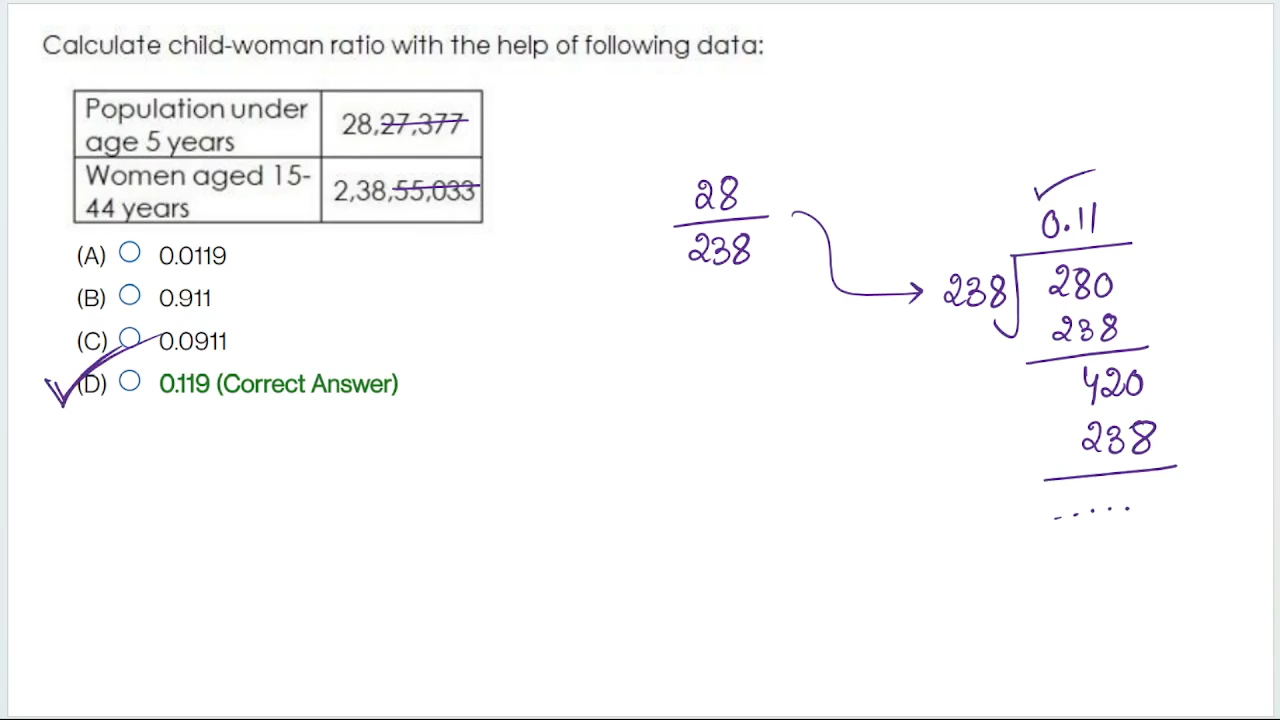 Calculate child-woman ratio with the help of following data:
Population under age 5 years 28,27,377
Women aged 15-44 years 2,38,55,033
(A) 0.0119
(B) 0.911
(C) 0.0911
(D) 0.119 (Correct Answer)
28
238
0.11
238 280
238
420
238
.....